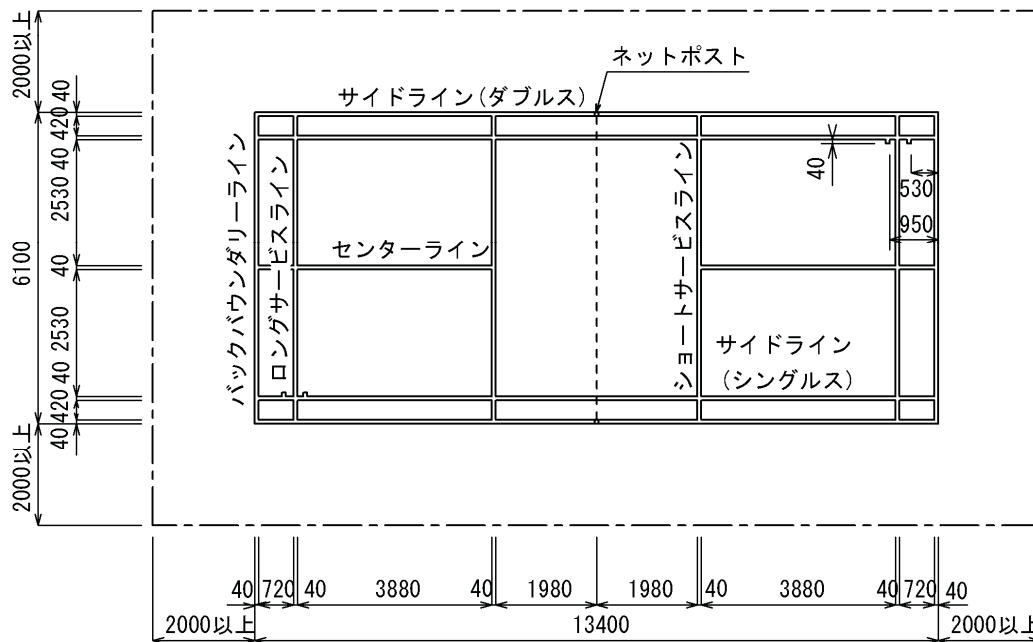 ネットポスト
サイドライン(ダブルス)
バックバウンダリーライン
ロングサービスライン
センターライン
ショートサービスライン
サイドライン
(シングルス)
40
530
950
2000以上
40
420
40
2530
40
2530
40
420
40
2000以上
6100
40
720
40
3880
40
1980
1980
40
3880
40
720
40
2000以上
13400
2000以上